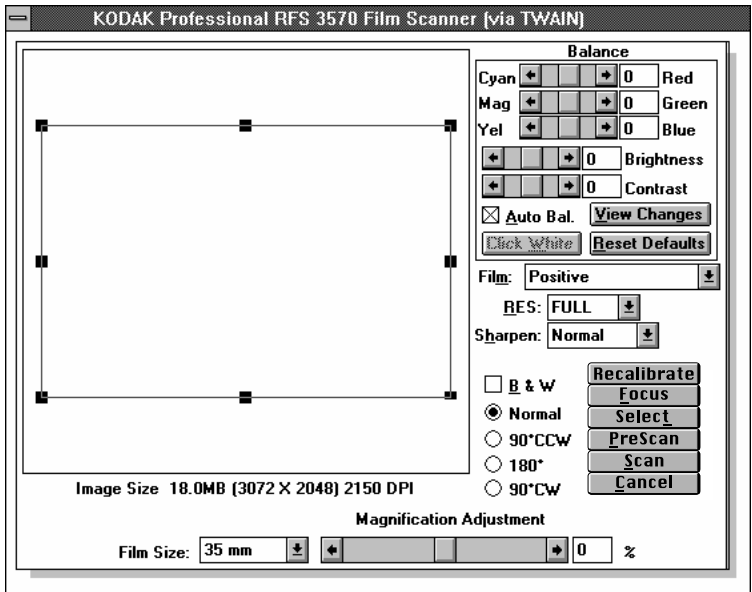 KODAK Professional RFS 3570 Film Scanner (via TWAIN)
Balance
Cyan 0 Red
Mag 0 Green
Yel 0 Blue
0 Brightness
0 Contrast
Auto Bal. View Changes
Click White Reset Defaults
Film: Positive
RES: FULL
Sharpen: Normal
B & W
Normal
90°CCW
180°
90°CW
Recalibrate
Focus
Select
PreScan
Scan
Cancel
Image Size 18.0MB (3072 X 2048) 2150 DPI
Magnification Adjustment
Film Size: 35 mm 0 %